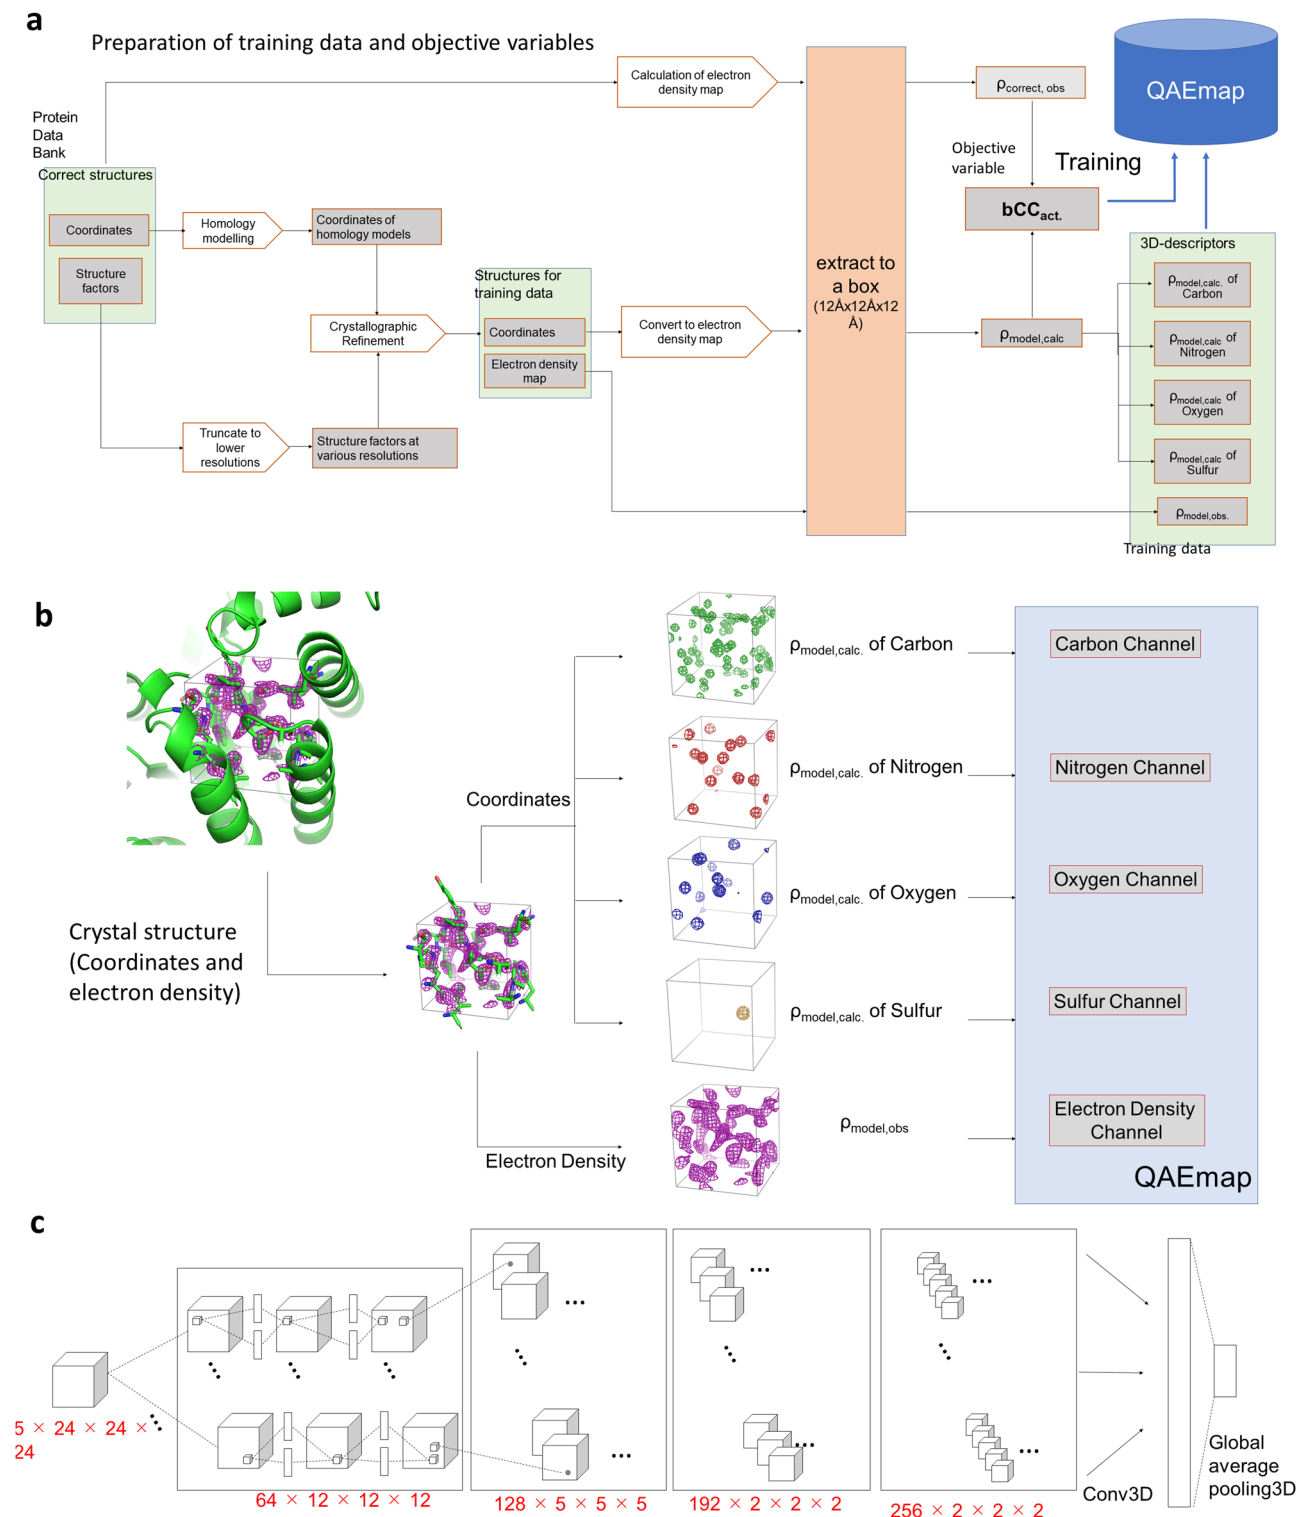 a
Preparation of training data and objective variables
Protein
Data
Bank
Correct structures
Coordinates
Structure
factors
Homology
modelling
Coordinates of
homology models
Truncate to
lower
resolutions
Structure factors at
various resolutions
Crystallographic
Refinement
Structures for
training data
Coordinates
Electron density
map
Calculation of electron
density map
Convert to electron
density map
extract to
a box
(12Åx12Åx12
Å)
ρcorrect, obs
Objective
variable
bCCact.
ρmodel,calc
Training
QAEmap
3D-descriptors
ρmodel,calc. of
Carbon
ρmodel,calc of
Nitrogen
ρmodel,calc of
Oxygen
ρmodel,calc of
Sulfur
ρmodel,obs.
Training data
b
Crystal structure
(Coordinates and
electron density)
Coordinates
Electron Density
ρmodel,calc. of Carbon
ρmodel,calc. of Nitrogen
ρmodel,calc. of Oxygen
ρmodel,calc. of Sulfur
ρmodel,obs
Carbon Channel
Nitrogen Channel
Oxygen Channel
Sulfur Channel
Electron Density
Channel
QAEmap
c
5 × 24 × 24 ×
24
64 × 12 × 12 × 12
128 × 5 × 5 × 5
192 × 2 × 2 × 2
256 × 2 × 2 × 2
Conv3D
Global
average
pooling3D